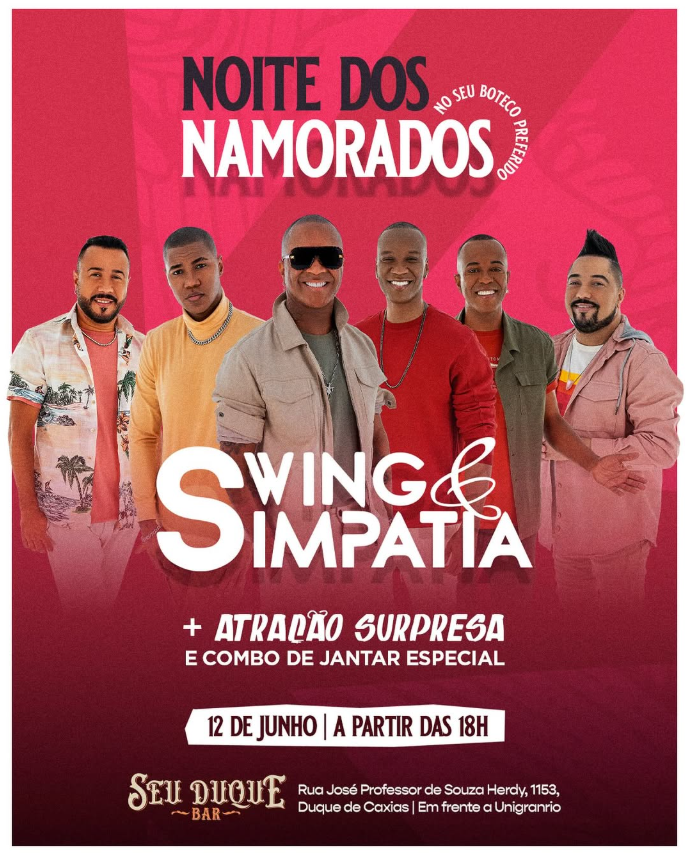 NOITE DOS
NAMORADOS
NO SEU BOTECO PREFERIDO
SWING &
SIMPATIA
+ ATRAÇÃO SURPRESA
E COMBO DE JANTAR ESPECIAL
12 DE JUNHO | A PARTIR DAS 18H
SEU DUQUE
BAR
Rua José Professor de Souza Herdy, 1153,
Duque de Caxias | Em frente a Unigranrio